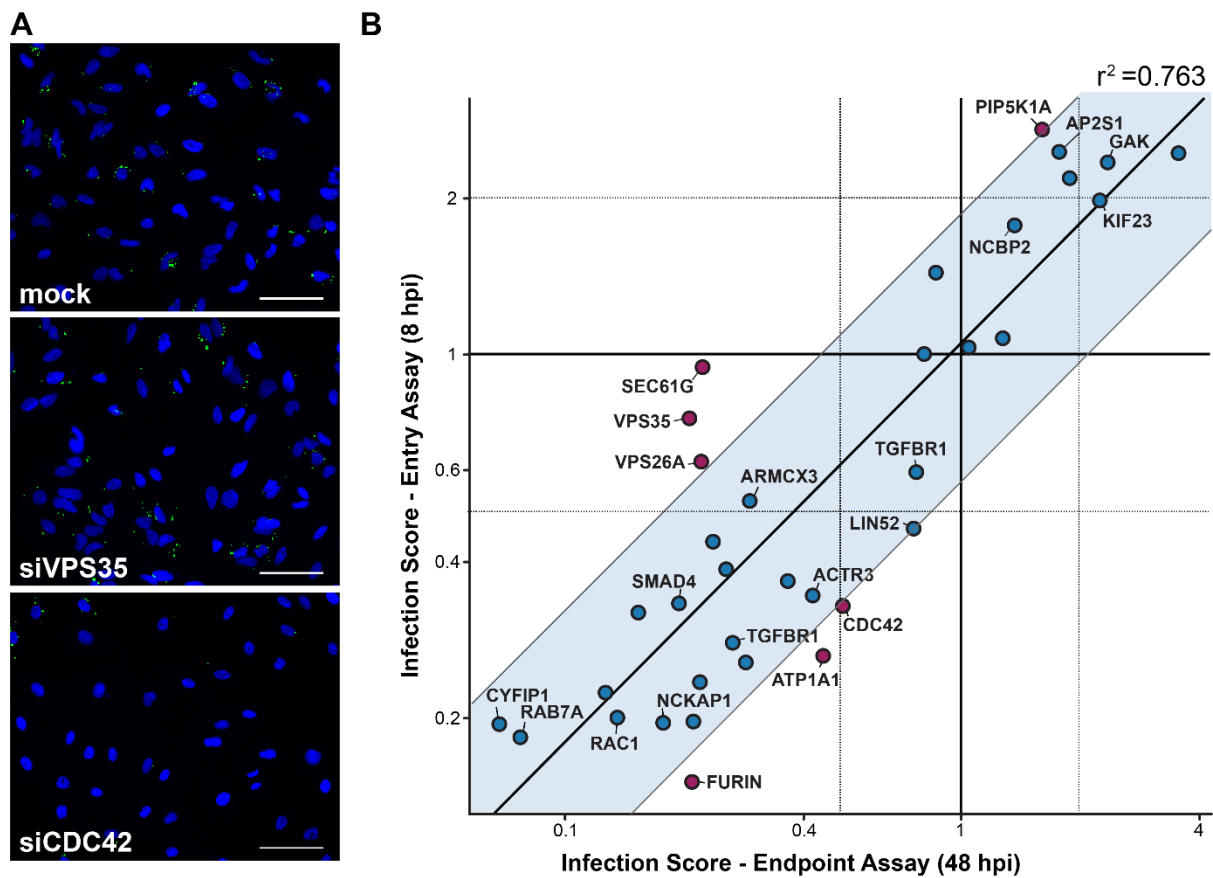 A
mock
siVPS35
siCDC42
B
r² =0.763
PIP5K1A
AP2S1
GAK
KIF23
NCBP2
SEC61G
VPS35
VPS26A
ARMCX3
TGFBR1
LIN52
SMAD4
ACTR3
CDC42
TGFBR1
ATP1A1
CYFIP1
RAB7A
NCKAP1
RAC1
FURIN
Infection Score - Entry Assay (8 hpi)
2
1
0.6
0.4
0.2
0.1
0.4
1
4
Infection Score - Endpoint Assay (48 hpi)